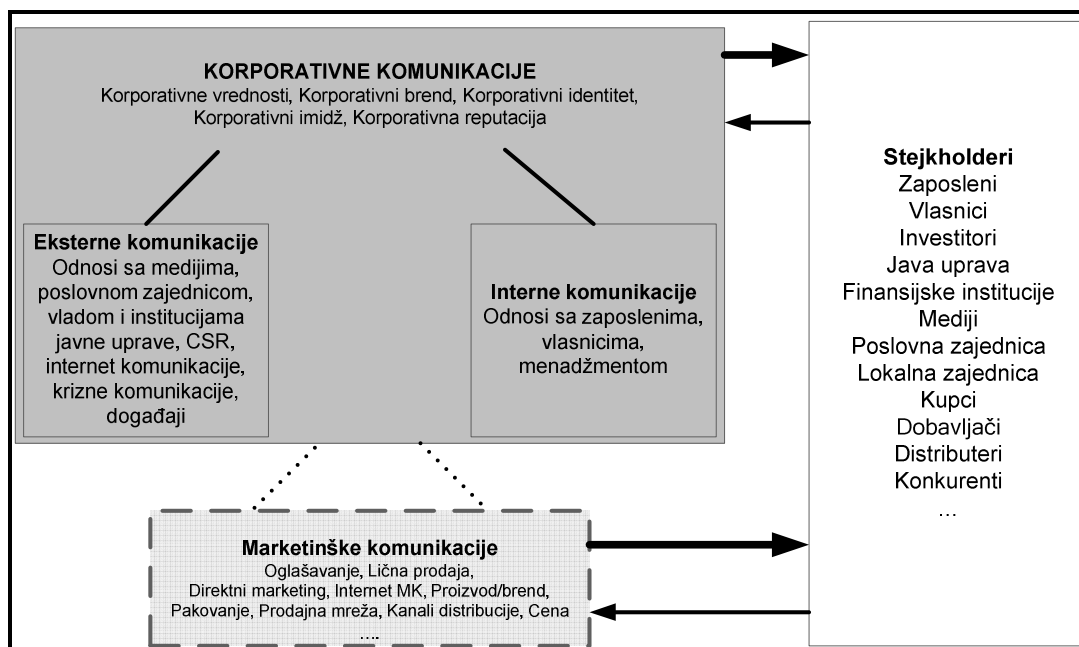 KORPORATIVNE KOMUNIKACIJE
Korporativne vrednosti, Korporativni brend, Korporativni identitet,
Korporativni imidž, Korporativna reputacija
Eksterne komunikacije
Odnosi sa medijima,
poslovnom zajednicom,
vladom i institucijama
javne uprave, CSR,
internet komunikacije,
krizne komunikacije,
događaji
Interne komunikacije
Odnosi sa zaposlenima,
vlasnicima,
menadžmentom
Marketinške komunikacije
Oglašavanje, Lična prodaja,
Direktni marketing, Internet MK, Proizvod/brend,
Pakovanje, Prodajna mreža, Kanali distribucije, Cena
....
Stejkholderi
Zaposleni
Vlasnici
Investitori
Java uprava
Finansijske institucije
Mediji
Poslovna zajednica
Lokalna zajednica
Kupci
Dobavljači
Distributeri
Konkurenti
...